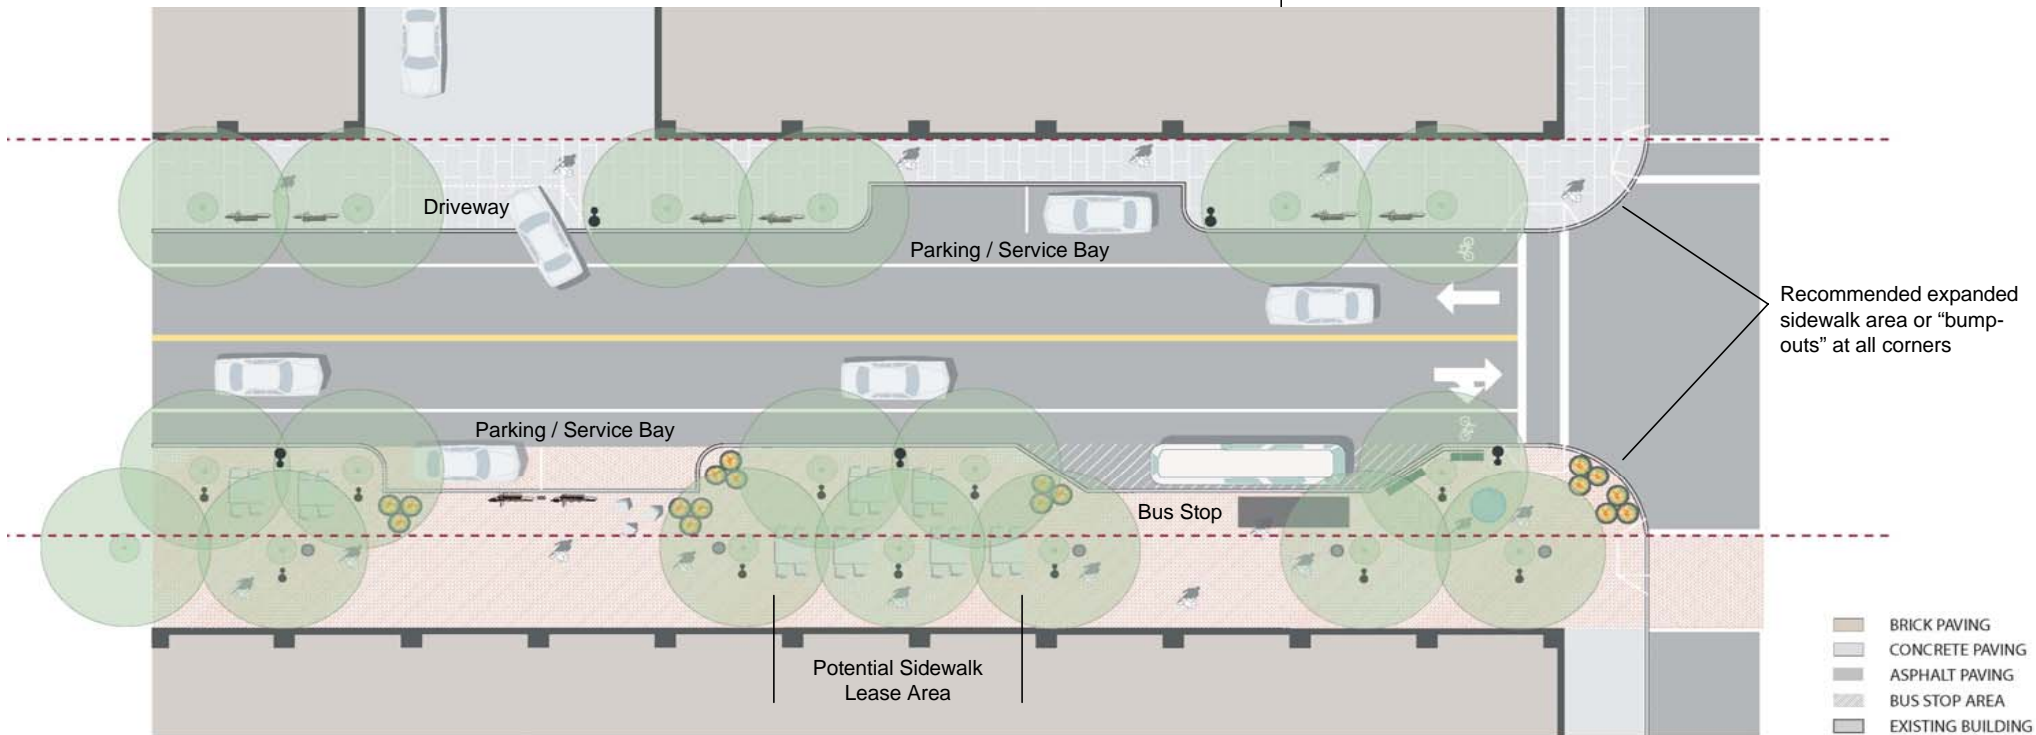 Driveway
Parking / Service Bay
Recommended expanded
sidewalk area or “bump-
outs” at all corners
Parking / Service Bay
Bus Stop
Potential Sidewalk
Lease Area
BRICK PAVING
CONCRETE PAVING
ASPHALT PAVING
BUS STOP AREA
EXISTING BUILDING